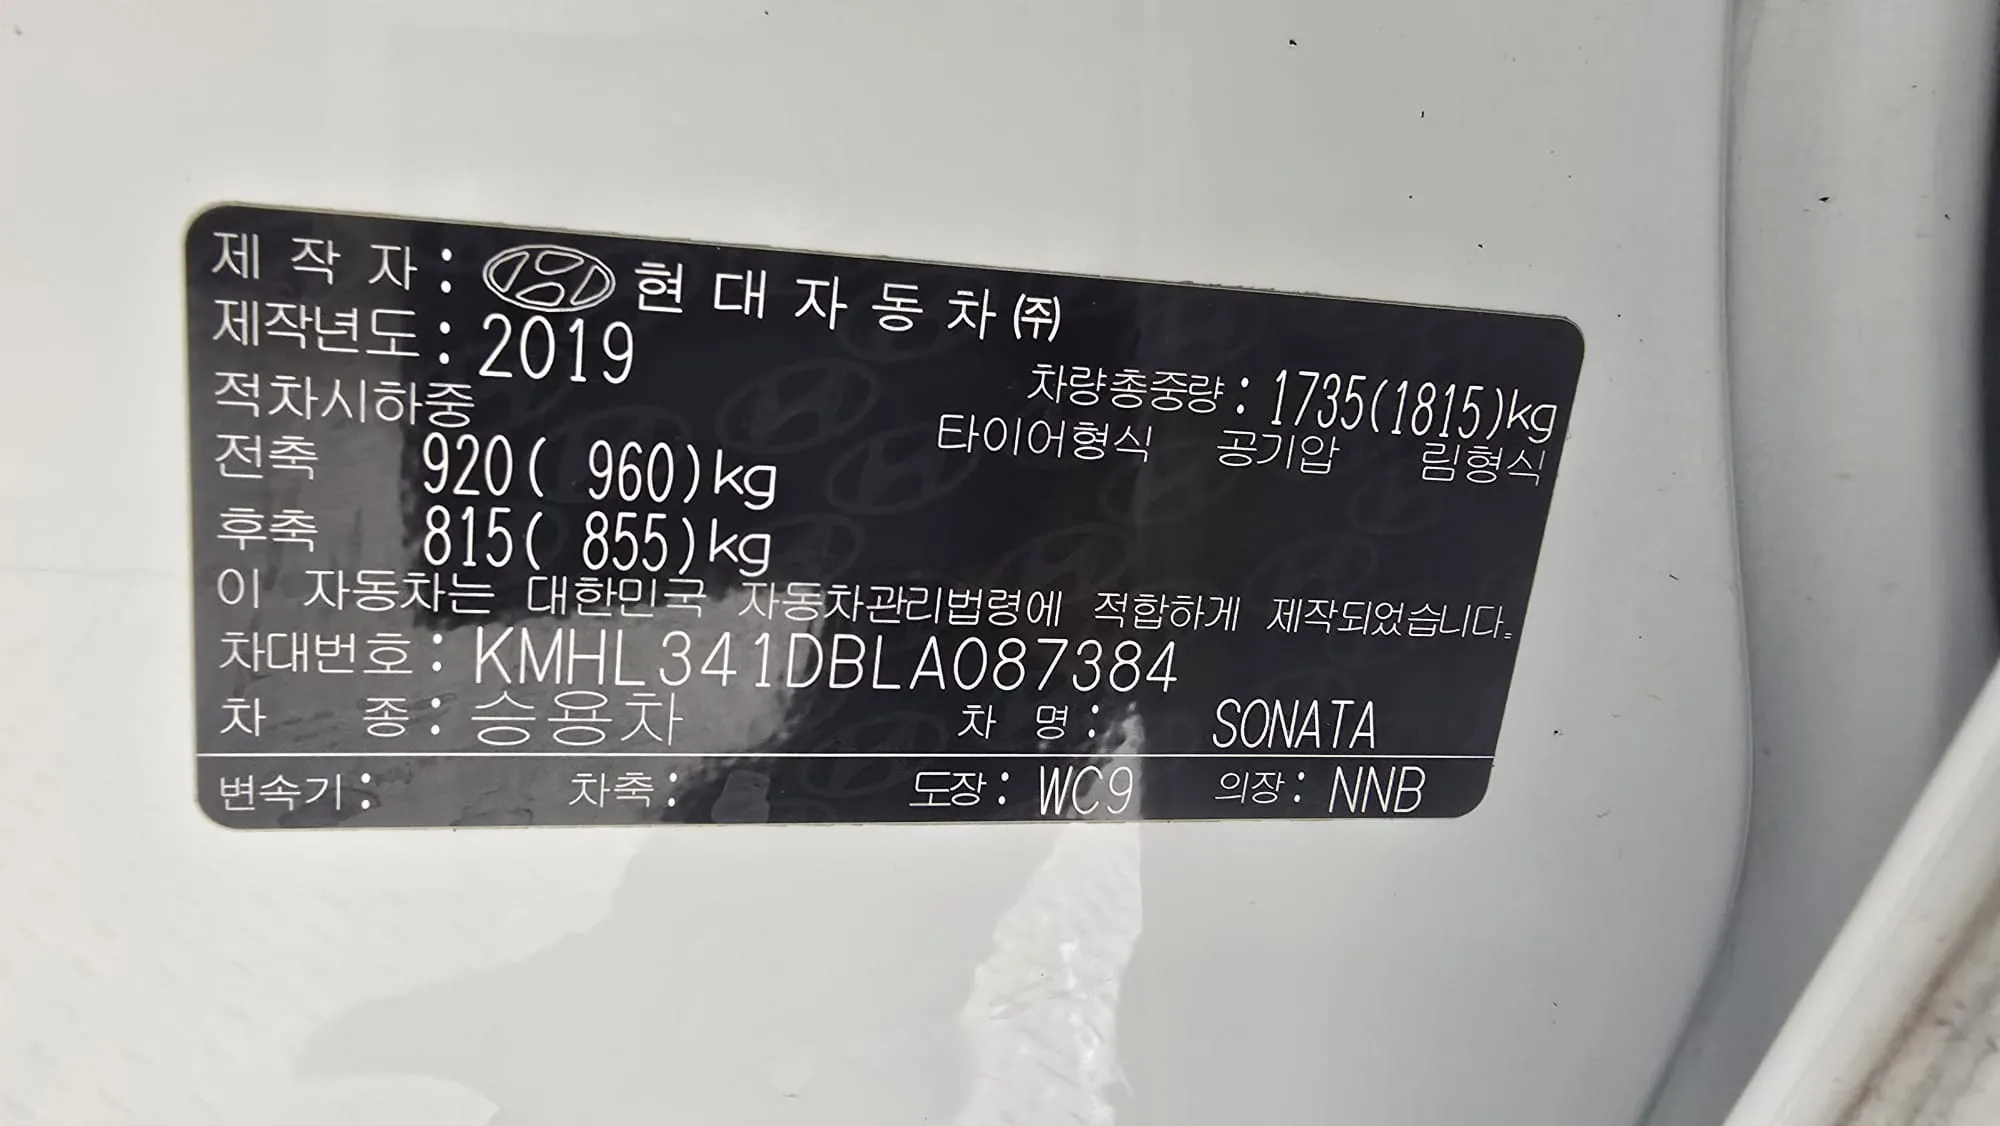 제 작 자 : 현 대 자 동 차 ㈜
제작년도 : 2019
적차시하중 차량총중량 : 1735(1815)kg
타이어형식 공기압 림형식
전축 920( 960)kg
후축 815( 855)kg
이 자동차는 대한민국 자동차관리법령에 적합하게 제작되었습니다.
차대번호 : KMHL341DBLA087384
차 종 : 승용차 차 명 : SONATA
변속기 : 차축 : 도장 : WC9 의장 : NNB